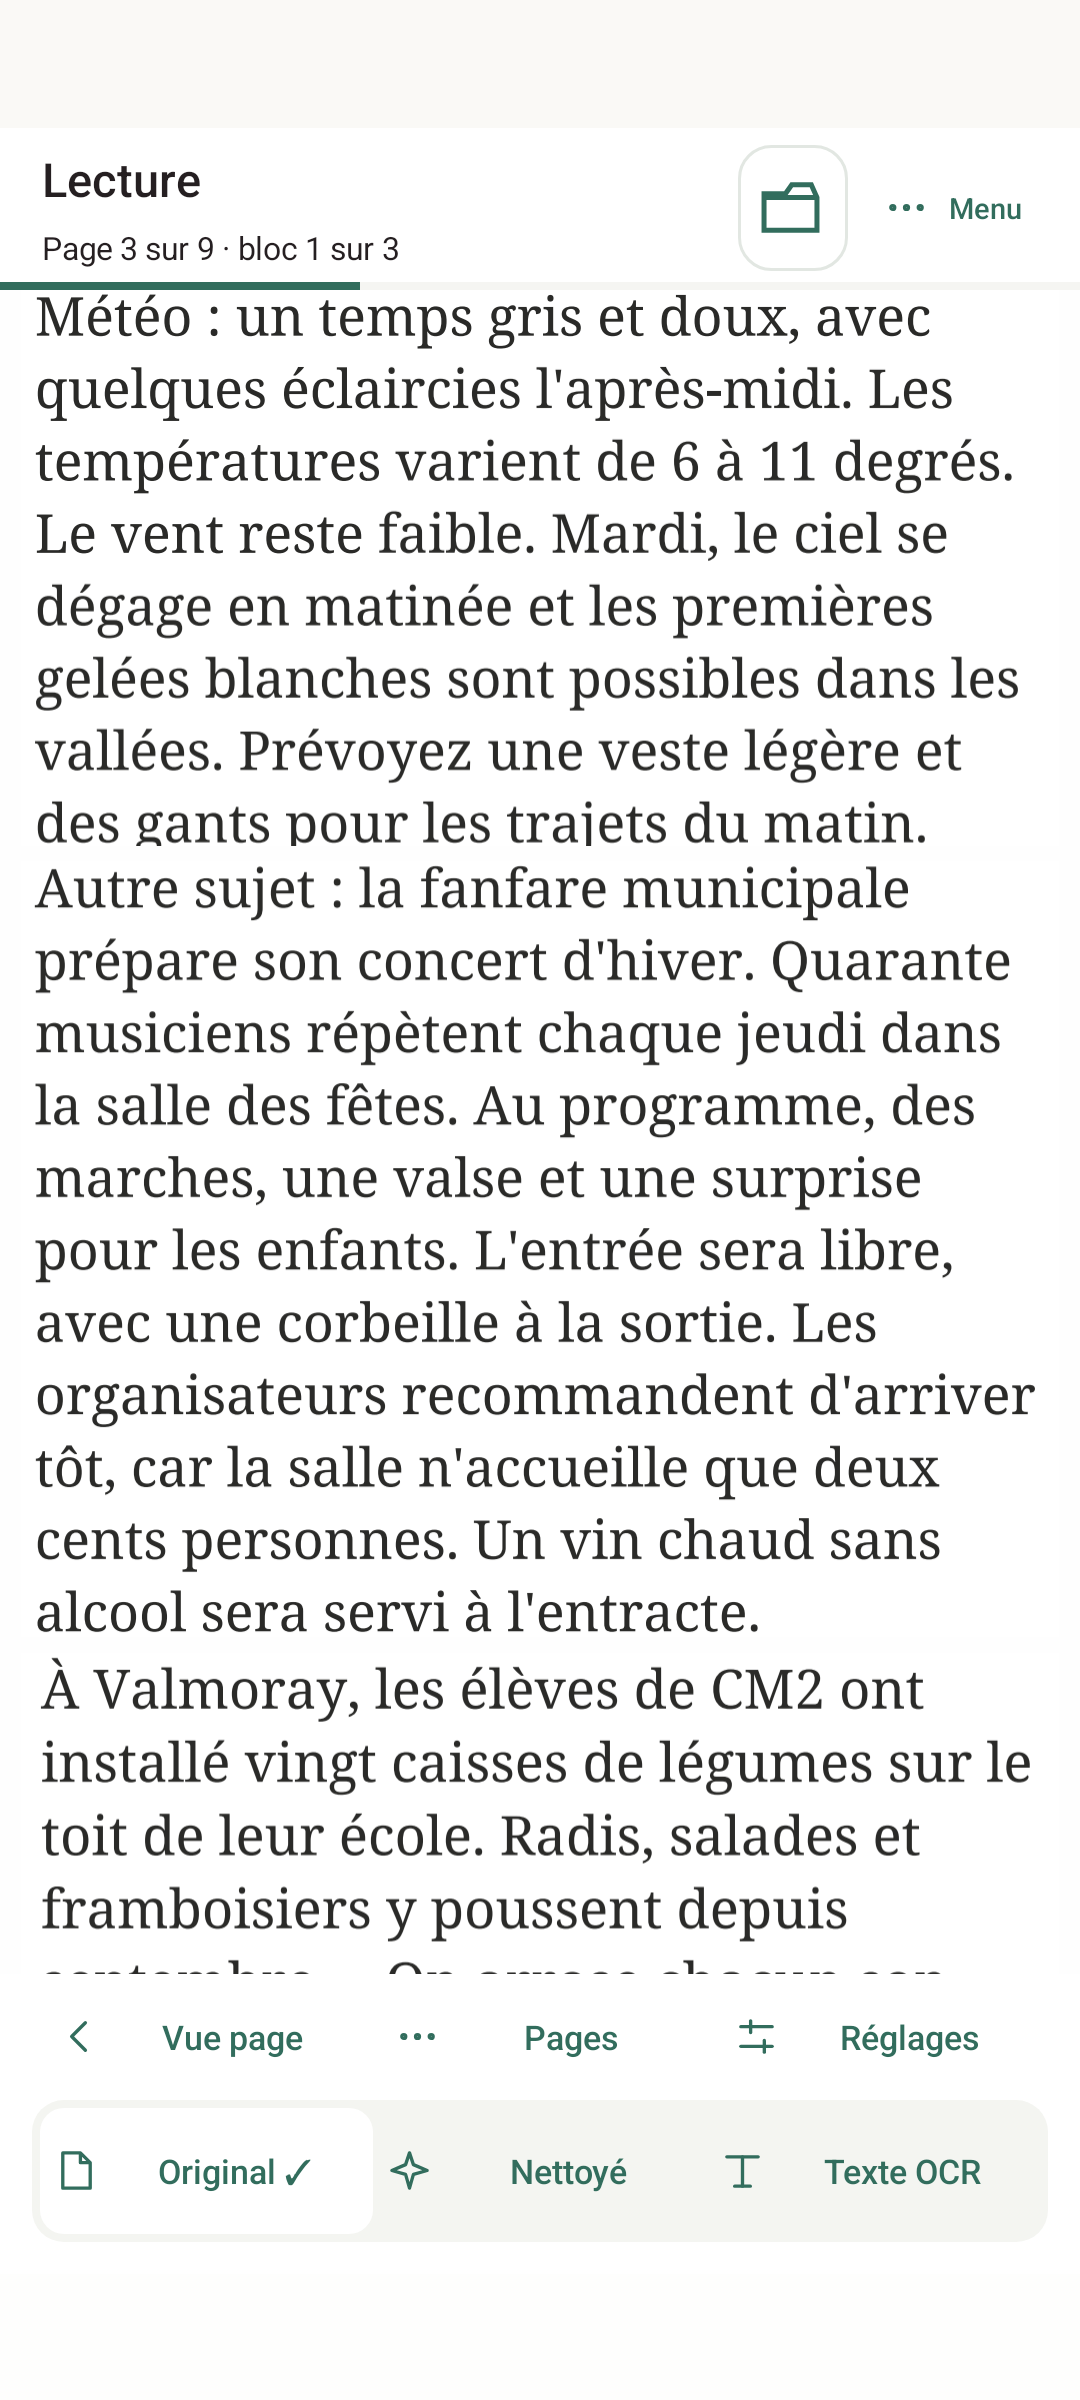 Lecture
Page 3 sur 9 · bloc 1 sur 3
Menu
Météo : un temps gris et doux, avec
quelques éclaircies l'après-midi. Les
températures varient de 6 à 11 degrés.
Le vent reste faible. Mardi, le ciel se
dégage en matinée et les premières
gelées blanches sont possibles dans les
vallées. Prévoyez une veste légère et
des gants pour les trajets du matin.
Autre sujet : la fanfare municipale
prépare son concert d'hiver. Quarante
musiciens répètent chaque jeudi dans
la salle des fêtes. Au programme, des
marches, une valse et une surprise
pour les enfants. L'entrée sera libre,
avec une corbeille à la sortie. Les
organisateurs recommandent d'arriver
tôt, car la salle n'accueille que deux
cents personnes. Un vin chaud sans
alcool sera servi à l'entracte.
À Valmoray, les élèves de CM2 ont
installé vingt caisses de légumes sur le
toit de leur école. Radis, salades et
framboisiers y poussent depuis
Vue page
Pages
Réglages
Original ✓
Nettoyé
Texte OCR